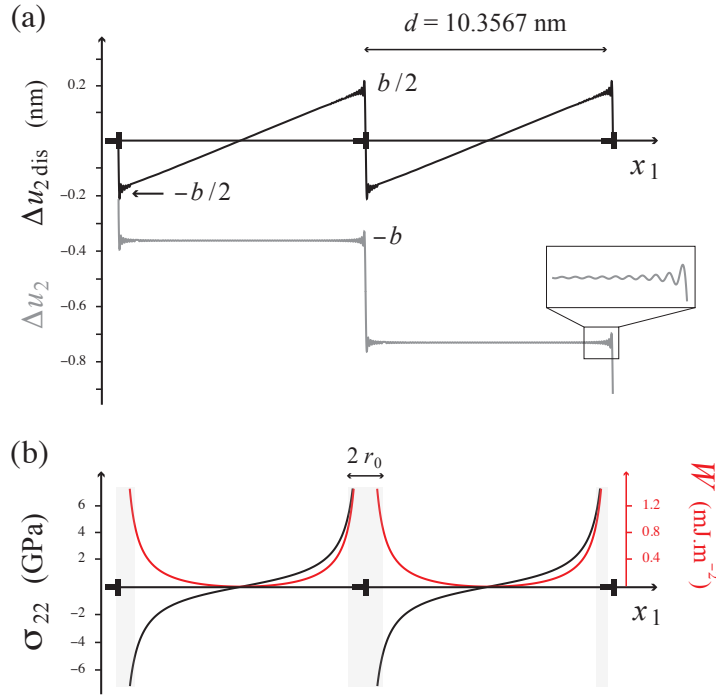 (a)
d = 10.3567 nm
Δu₂ dis (nm)
Δu₂
0.2
−0.2
−0.4
−0.6
−0.8
b/2
−b/2
−b
x₁
(b)
2 r₀
σ₂₂ (GPa)
6
4
2
−2
−4
−6
W (mJ.m⁻²)
1.2
0.8
0.4
x₁